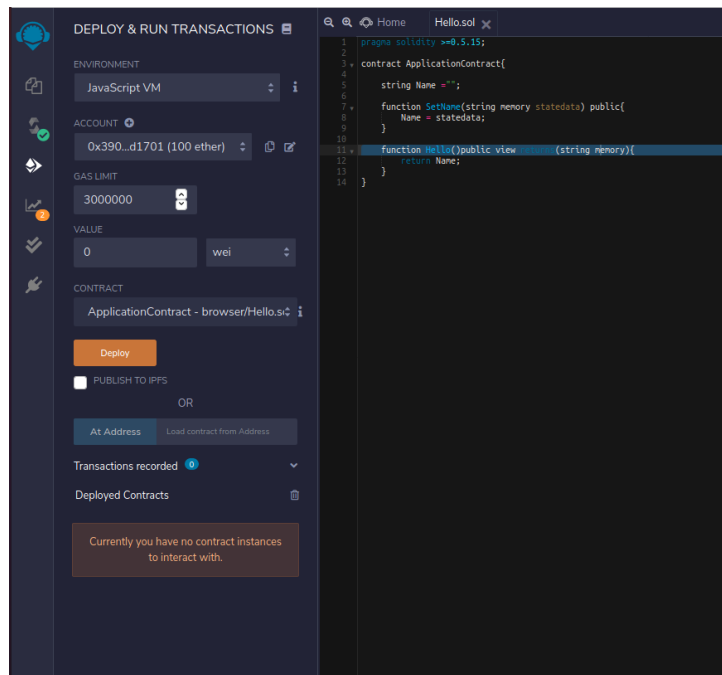 DEPLOY & RUN TRANSACTIONS
ENVIRONMENT
JavaScript VM
i
ACCOUNT
0x390...d1701 (100 ether)
GAS LIMIT
3000000
VALUE
0 wei
CONTRACT
ApplicationContract - browser/Hello.s
i
Deploy
PUBLISH TO IPFS
OR
At Address Load contract from Address
Transactions recorded 0
Deployed Contracts
Currently you have no contract instances
to interact with.
2
Home Hello.sol
1 pragma solidity >=0.5.15;
2
3 contract ApplicationContract{
4
5 string Name ="";
6
7 function SetName(string memory statedata) public{
8 Name = statedata;
9 }
10
11 function Hello()public view returns(string memory){
12 return Name;
13 }
14 }